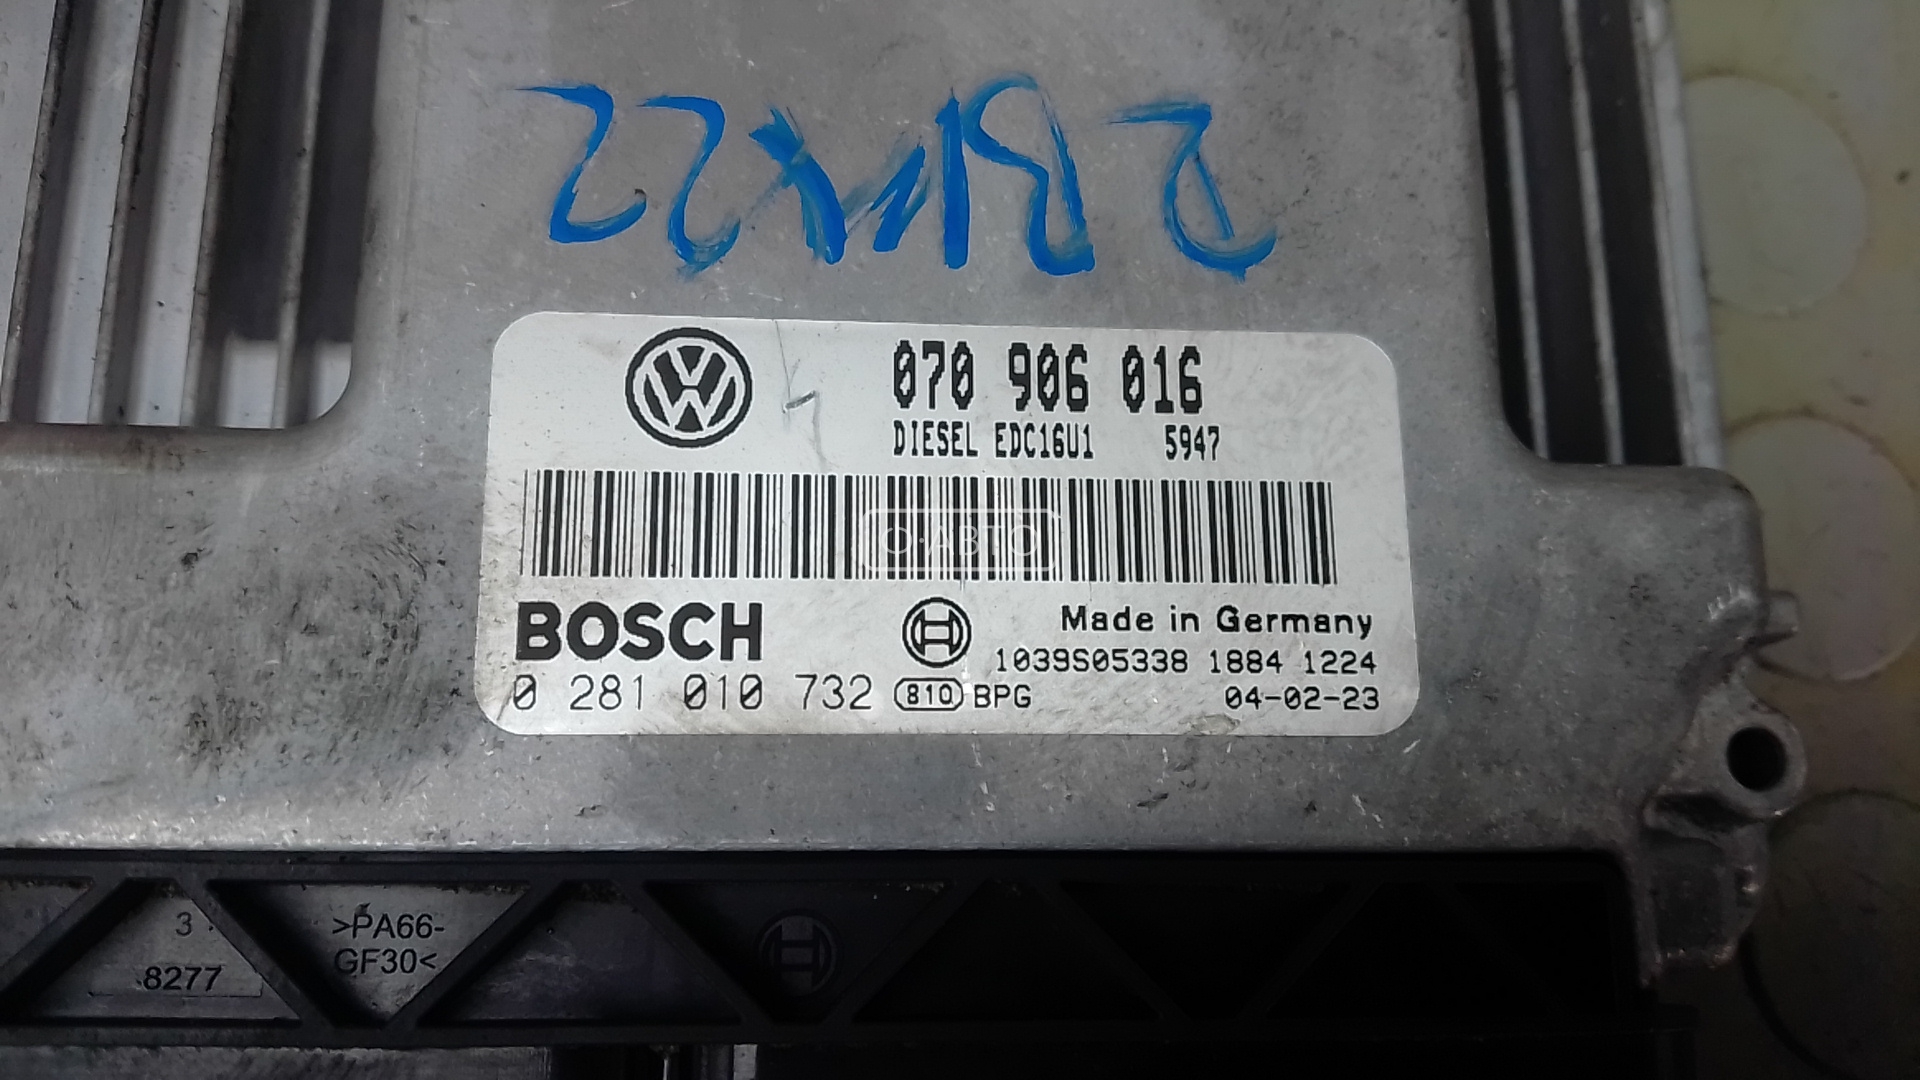 070 906 016
DIESEL EDC16U1 5947
О·АВТО
BOSCH
Made in Germany
1039S05338 1884 1224
0 281 010 732 810 BPG 04-02-23
3
8277
>PA66-
GF30<